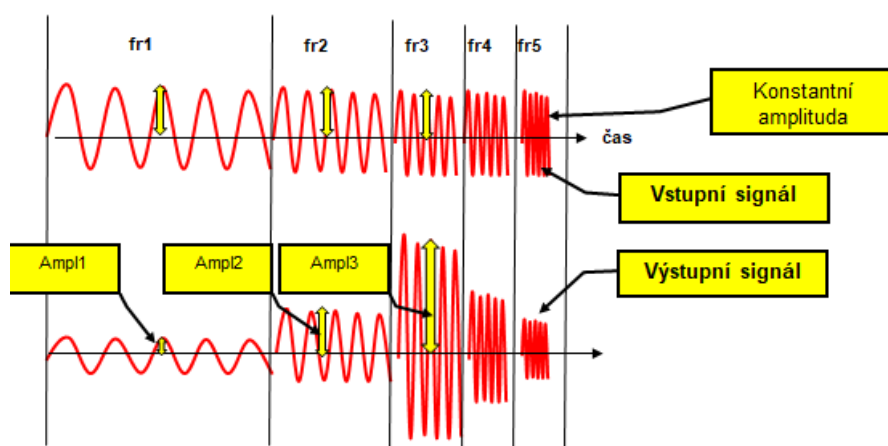 fr1
fr2
fr3
fr4
fr5
Konstantní
amplituda
čas
Vstupní signál
Ampl1
Ampl2
Ampl3
Výstupní signál